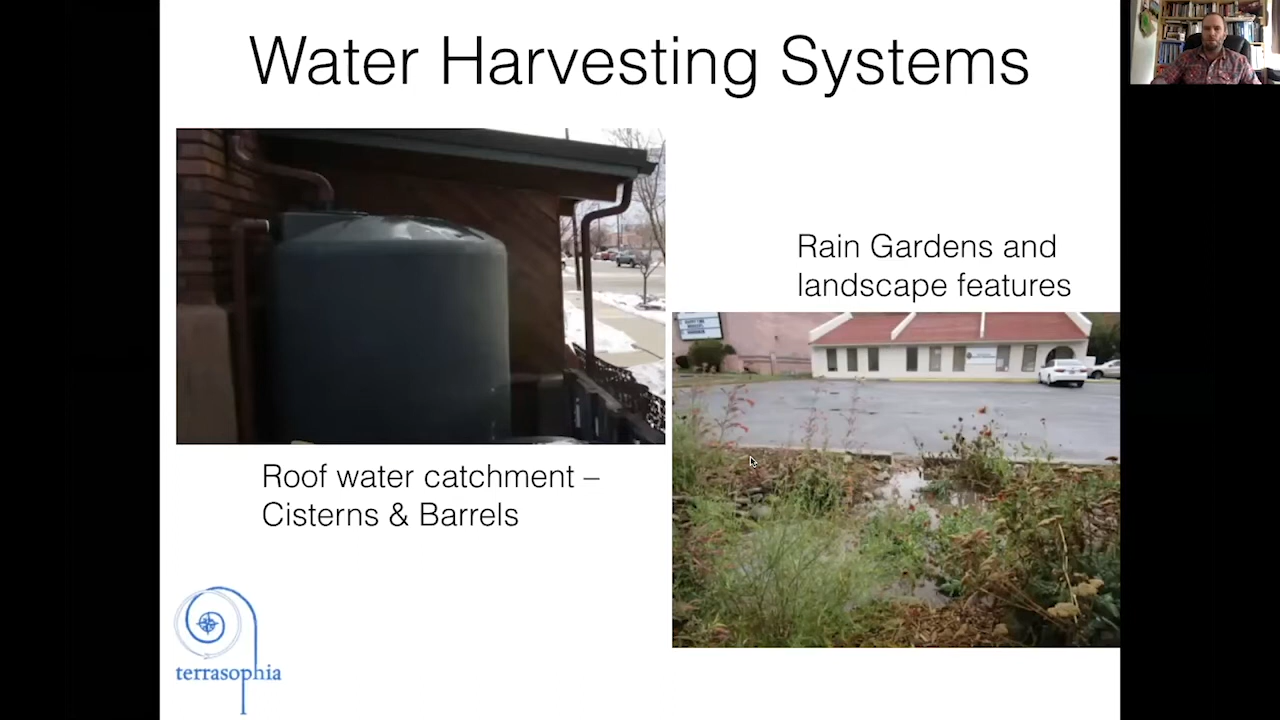 Water Harvesting Systems
Rain Gardens and
landscape features
Roof water catchment –
Cisterns & Barrels
terrasophia